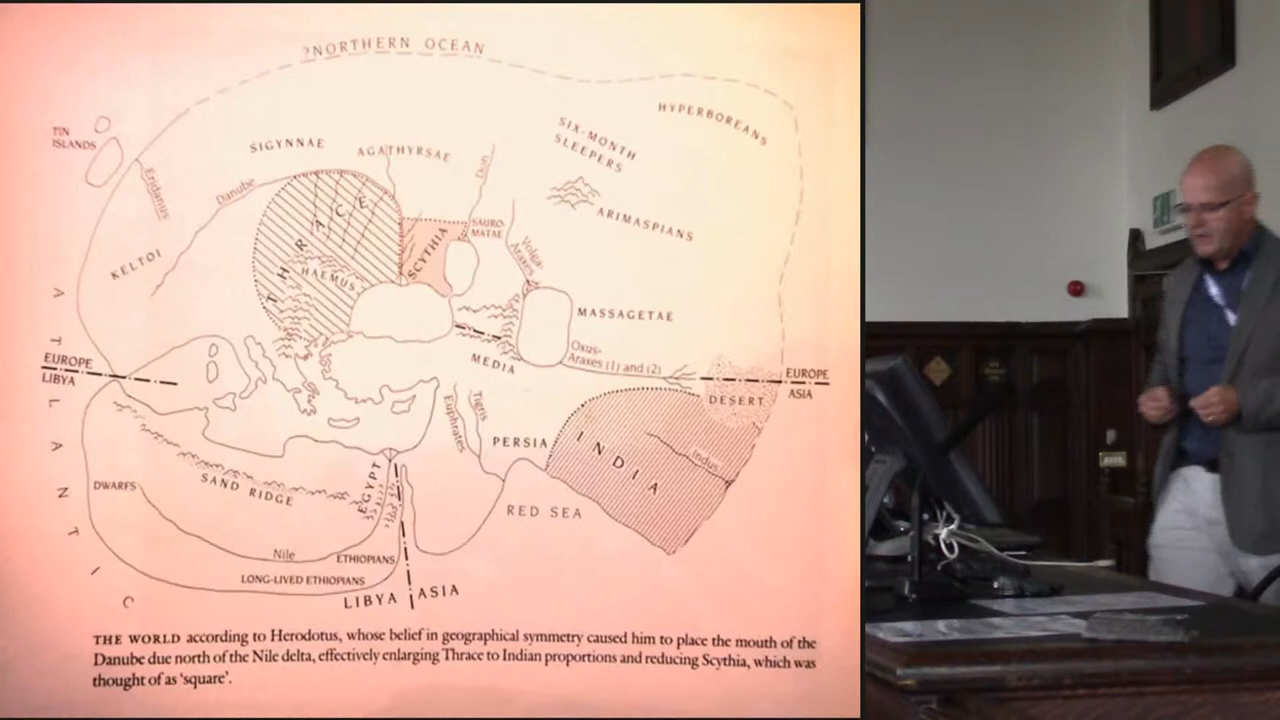 ?NORTHERN OCEAN
HYPERBOREANS
TIN
ISLANDS
SIX-MONTH
SLEEPERS
SIGYNNAE
AGATHYRSAE
Don
Eridanus
Danube
THRACE
ARIMASPIANS
SAURO-
MATAE
SCYTHIA
Volga-
Araxes
KELTOI
HAEMUS
MASSAGETAE
MEDIA
Oxus-
Araxes (1) and (2)
EUROPE
LIBYA
EUROPE
ASIA
DESERT
ATLANTIC
Tigris
Euphrates
PERSIA
INDIA
Indus
EGYPT
SAND RIDGE
DWARFS
RED SEA
Nile
ETHIOPIANS
LONG-LIVED ETHIOPIANS
LIBYA
ASIA
THE WORLD according to Herodotus, whose belief in geographical symmetry caused him to place the mouth of the
Danube due north of the Nile delta, effectively enlarging Thrace to Indian proportions and reducing Scythia, which was
thought of as 'square'.